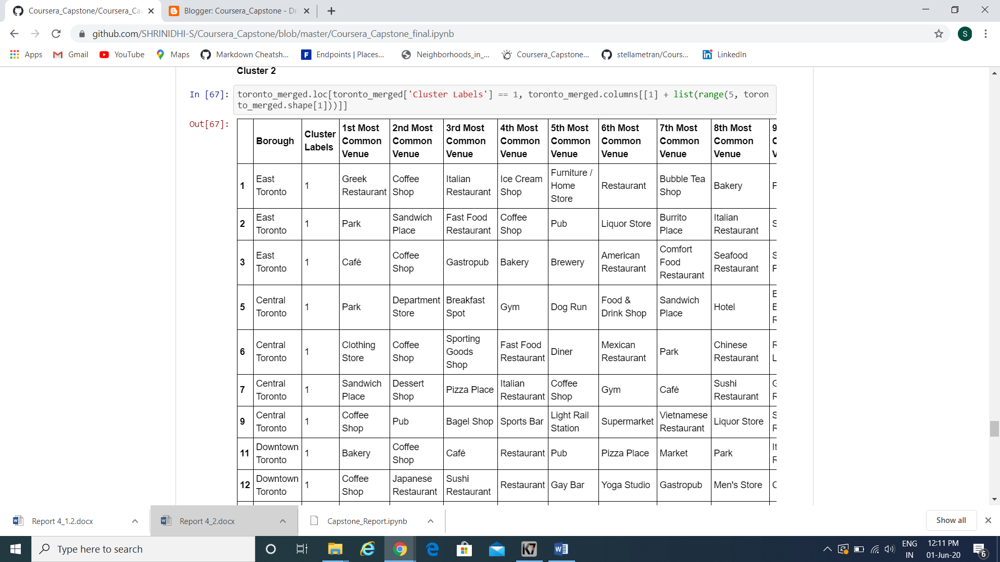 Coursera_Capstone/Coursera_Ca
Blogger: Coursera_Capstone - Dr
github.com/SHRINIDHI-S/Coursera_Capstone/blob/master/Coursera_Capstone_final.ipynb
S
Apps Gmail YouTube Maps Markdown Cheatsh... Endpoints | Places... Neighborhoods_in_... Coursera_Capstone... stellametran/Cours... LinkedIn
Cluster 2
In [67]: toronto_merged.loc[toronto_merged['Cluster Labels'] == 1, toronto_merged.columns[[1] + list(range(5, toron
to_merged.shape[1]))]]
Out[67]:
Borough Cluster Labels 1st Most Common Venue 2nd Most Common Venue 3rd Most Common Venue 4th Most Common Venue 5th Most Common Venue 6th Most Common Venue 7th Most Common Venue 8th Most Common Venue
1 East Toronto 1 Greek Restaurant Coffee Shop Italian Restaurant Ice Cream Shop Furniture / Home Store Restaurant Bubble Tea Shop Bakery
2 East Toronto 1 Park Sandwich Place Fast Food Restaurant Coffee Shop Pub Liquor Store Burrito Place Italian Restaurant
3 East Toronto 1 Café Coffee Shop Gastropub Bakery Brewery American Restaurant Comfort Food Restaurant Seafood Restaurant
5 Central Toronto 1 Park Department Store Breakfast Spot Gym Dog Run Food & Drink Shop Sandwich Place Hotel
6 Central Toronto 1 Clothing Store Coffee Shop Sporting Goods Shop Fast Food Restaurant Diner Mexican Restaurant Park Chinese Restaurant
7 Central Toronto 1 Sandwich Place Dessert Shop Pizza Place Italian Restaurant Coffee Shop Gym Café Sushi Restaurant
9 Central Toronto 1 Coffee Shop Pub Bagel Shop Sports Bar Light Rail Station Supermarket Vietnamese Restaurant Liquor Store
11 Downtown Toronto 1 Bakery Coffee Shop Café Restaurant Pub Pizza Place Market Park
12 Downtown Toronto 1 Coffee Shop Japanese Restaurant Sushi Restaurant Restaurant Gay Bar Yoga Studio Gastropub Men's Store
Report 4_1.2.docx Report 4_2.docx Capstone_Report.ipynb Show all
Type here to search
ENG
IN
12:11 PM
01-Jun-20
6